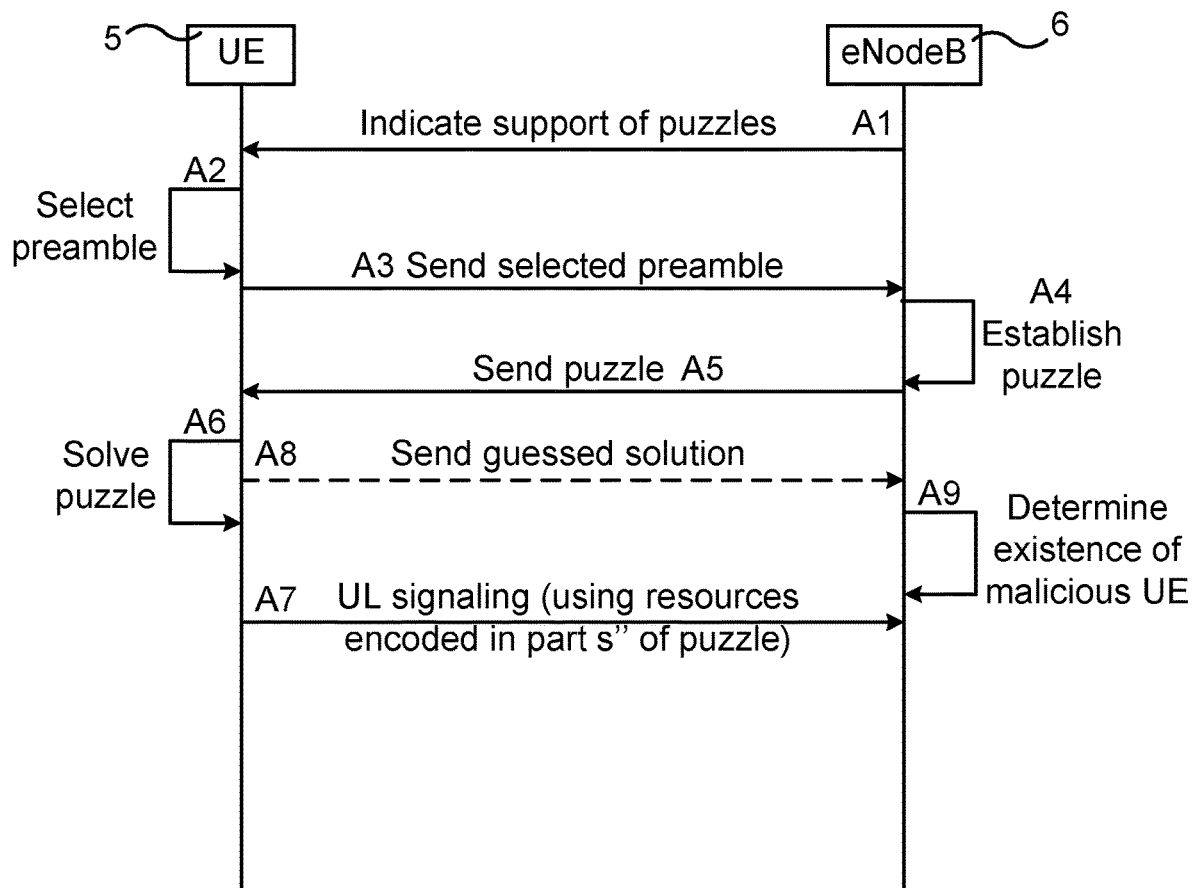 5 UE eNodeB 6
Indicate support of puzzles A1
A2
Select
preamble
A3 Send selected preamble
A4
Establish
puzzle
Send puzzle A5
A6
Solve
puzzle
A8 Send guessed solution
A9
Determine
existence of
malicious UE
A7 UL signaling (using resources
encoded in part s’’ of puzzle)